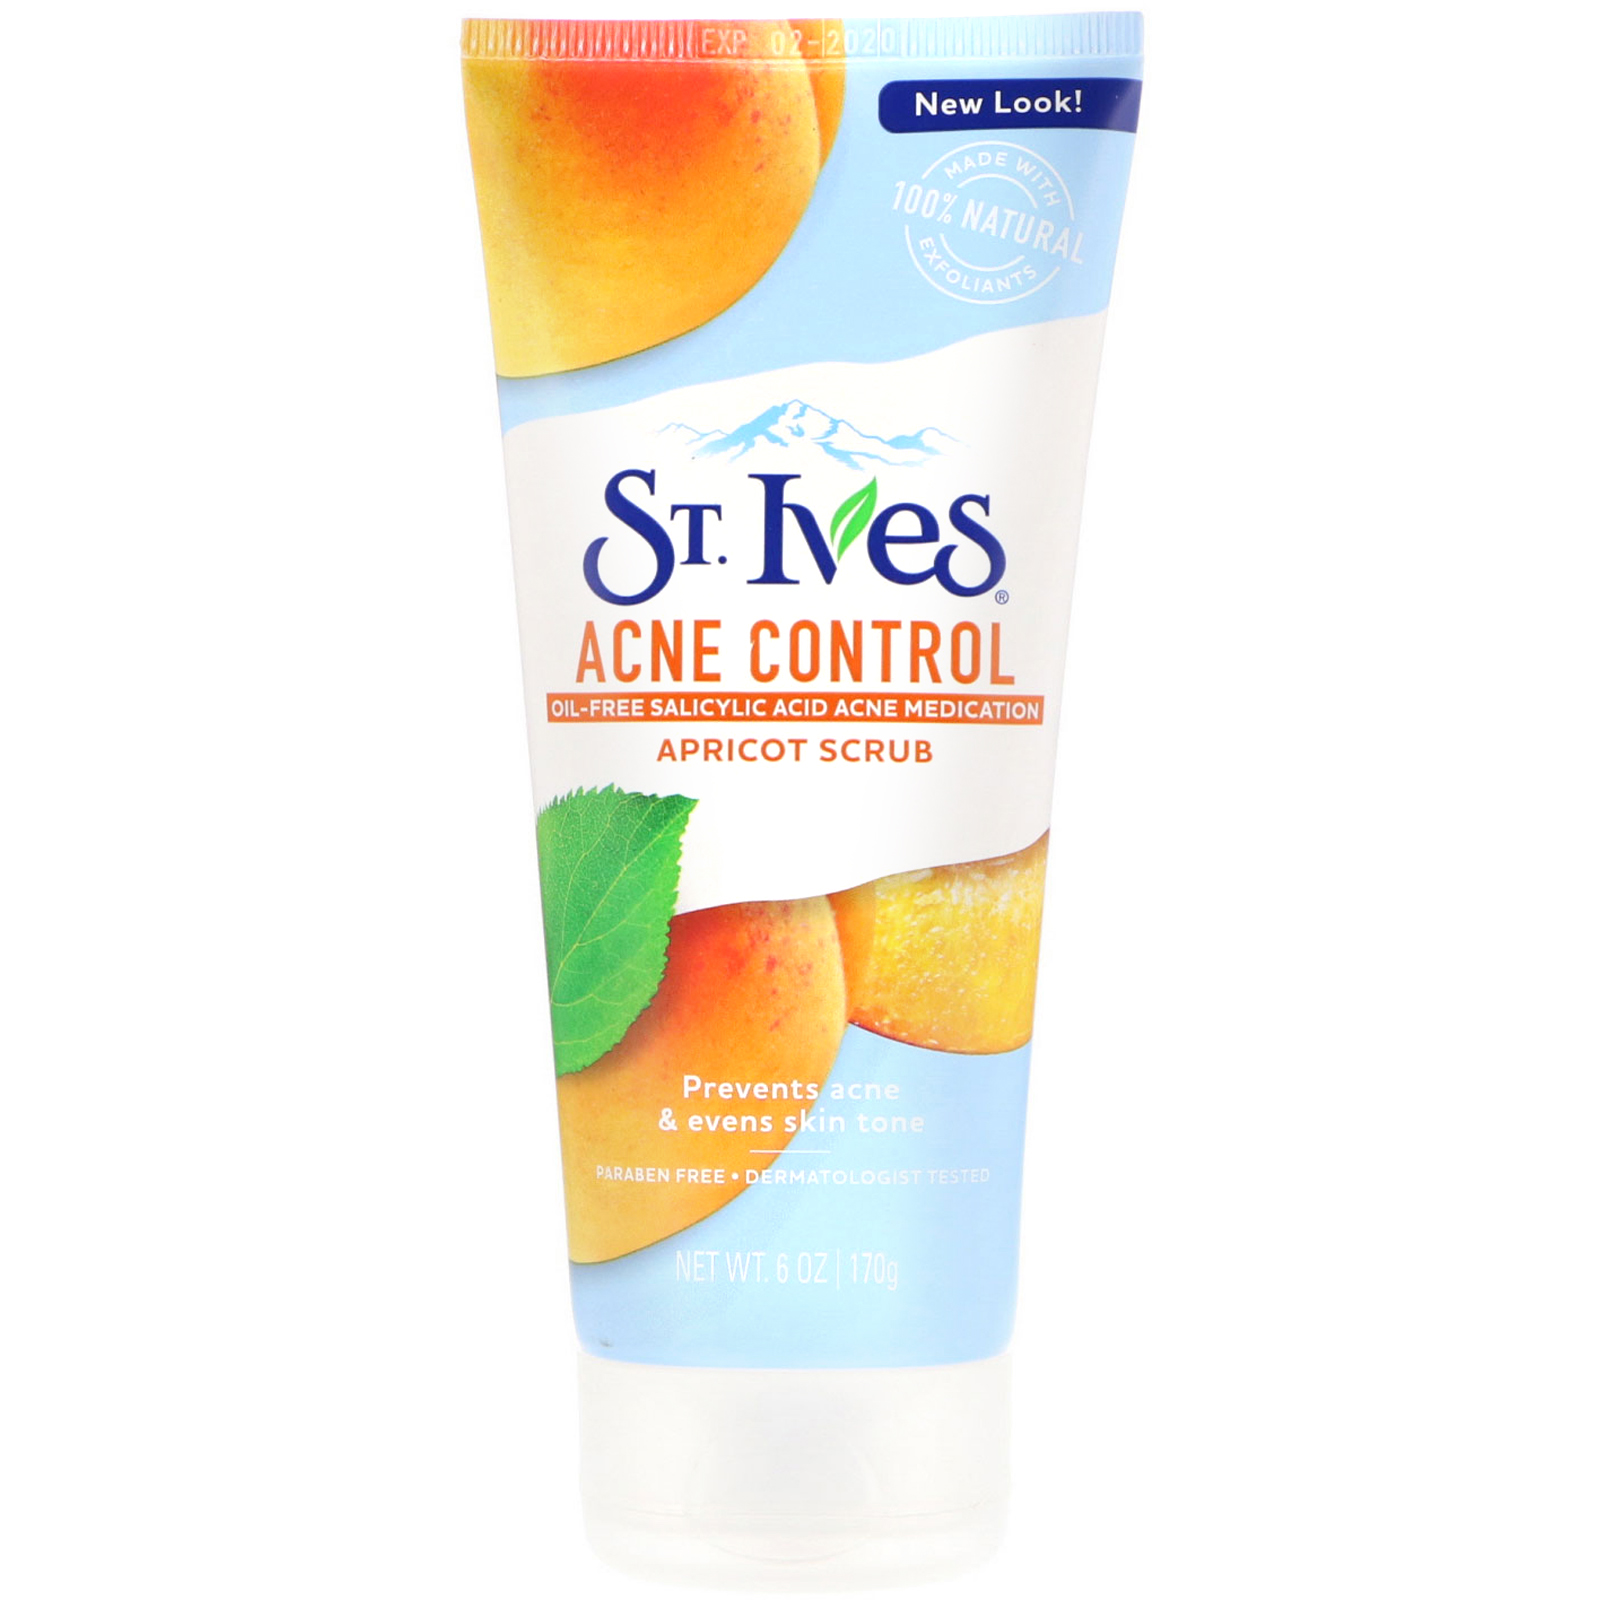 EXP 02-2020
New Look!
MADE WITH
100% NATURAL
EXFOLIANTS
ST. IVES®
ACNE CONTROL
OIL-FREE SALICYLIC ACID ACNE MEDICATION
APRICOT SCRUB
Prevents acne
& evens skin tone
PARABEN FREE • DERMATOLOGIST TESTED
NET WT. 6 OZ | 170g